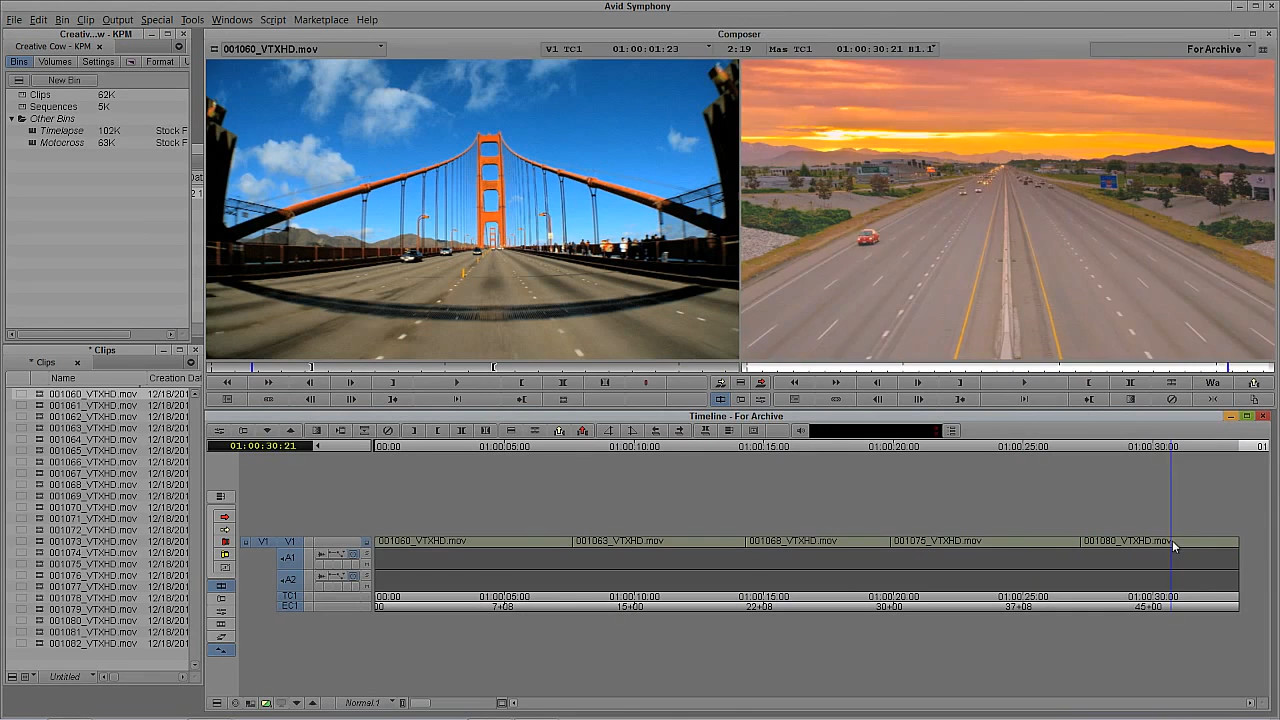 Avid Symphony
File Edit Bin Clip Output Special Tools Windows Script Marketplace Help
Creativ...w - KPM
Composer
Creative Cow - KPM
001060_VTXHD.mov
V1 TC1 01:00:01:23 2:19 Mas TC1 01:00:30:21
For Archive
Bins Volumes Settings Format
New Bin
Clips 62K
Sequences 5K
Other Bins
Timelapse 102K Stock F
Motocross 63K Stock F
Clips
Clips
Name Creation Dat
001060_VTXHD.mov 12/18/201
001061_VTXHD.mov 12/18/201
001062_VTXHD.mov 12/18/201
001063_VTXHD.mov 12/18/201
001064_VTXHD.mov 12/18/201
001065_VTXHD.mov 12/18/201
001066_VTXHD.mov 12/18/201
001067_VTXHD.mov 12/18/201
001068_VTXHD.mov 12/18/201
001069_VTXHD.mov 12/18/201
001070_VTXHD.mov 12/18/201
001071_VTXHD.mov 12/18/201
001072_VTXHD.mov 12/18/201
001073_VTXHD.mov 12/18/201
001074_VTXHD.mov 12/18/201
001075_VTXHD.mov 12/18/201
001076_VTXHD.mov 12/18/201
001077_VTXHD.mov 12/18/201
001078_VTXHD.mov 12/18/201
001079_VTXHD.mov 12/18/201
001080_VTXHD.mov 12/18/201
001081_VTXHD.mov 12/18/201
001082_VTXHD.mov 12/18/201
Untitled
Wa
Timeline - For Archive
01:00:30:21
00:00 01:00:05:00 01:00:10:00 01:00:15:00 01:00:20:00 01:00:25:00 01:00:30:00 01
V1 V1 001060_VTXHD.mov 001063_VTXHD.mov 001068_VTXHD.mov 001075_VTXHD.mov 001080_VTXHD.mov
A1
A2
TC1 00:00 01:00:05:00 01:00:10:00 01:00:15:00 01:00:20:00 01:00:25:00 01:00:30:00
EC1 00 7+08 15+00 22+08 30+00 37+08 45+00
Normal.1